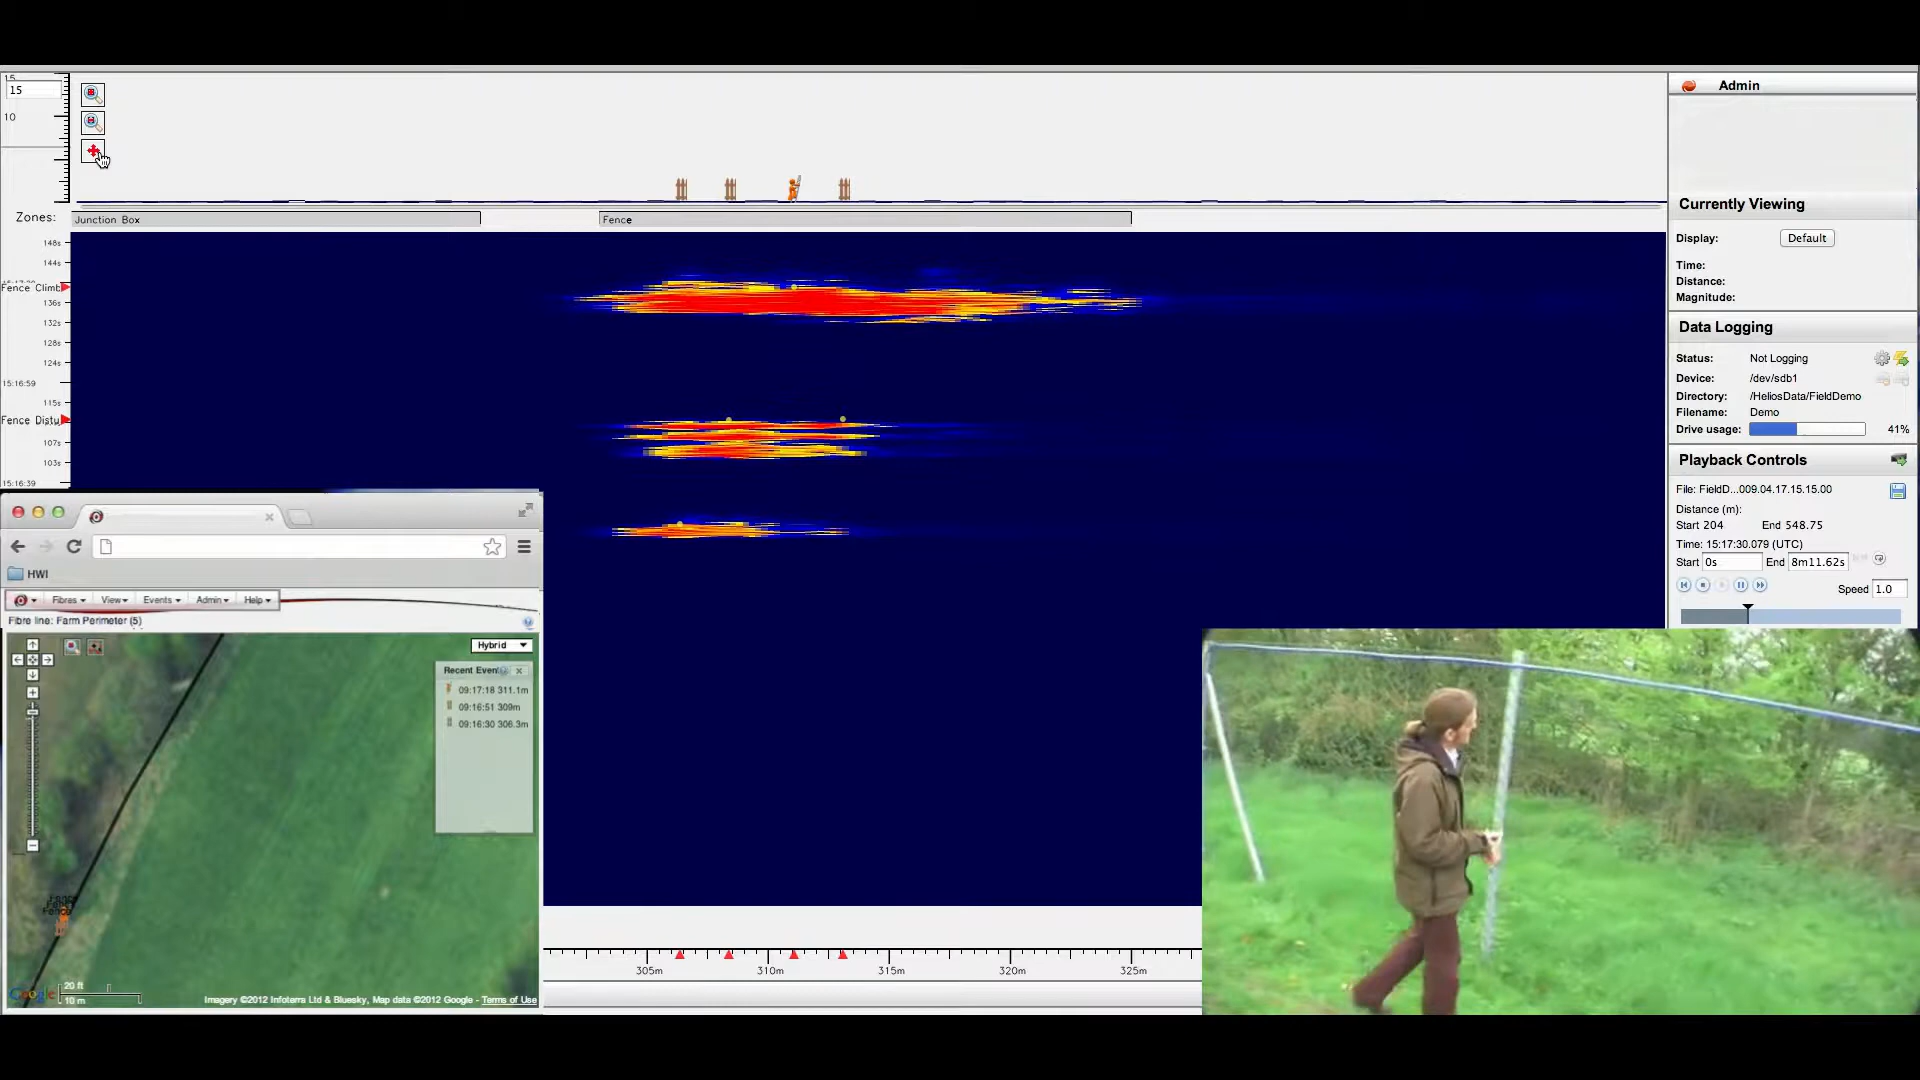 15
15
10
Zones:
Junction Box
Fence
148s
144s
Fence Climb
136s
132s
128s
124s
15:16:59
115s
Fence Distu
107s
103s
15:16:39
Admin
Currently Viewing
Display:
Default
Time:
Distance:
Magnitude:
Data Logging
Status: Not Logging
Device: /dev/sdb1
Directory: /HeliosData/FieldDemo
Filename: Demo
Drive usage: 41%
Playback Controls
File: FieldD...009.04.17.15.15.00
Distance (m):
Start 204 End 548.75
Time: 15:17:30.079 (UTC)
Start 0s End 8m11.62s
Speed 1.0
HWI
Fibres View Events Admin Help
Fibre line: Farm Perimeter (5)
Hybrid
Recent Even
09:17:18 311.1m
09:16:51 309m
09:16:30 306.3m
Fence
Fence
20 ft
10 m
Google
Imagery ©2012 Infoterra Ltd & Bluesky, Map data ©2012 Google - Terms of Use
305m 310m 315m 320m 325m